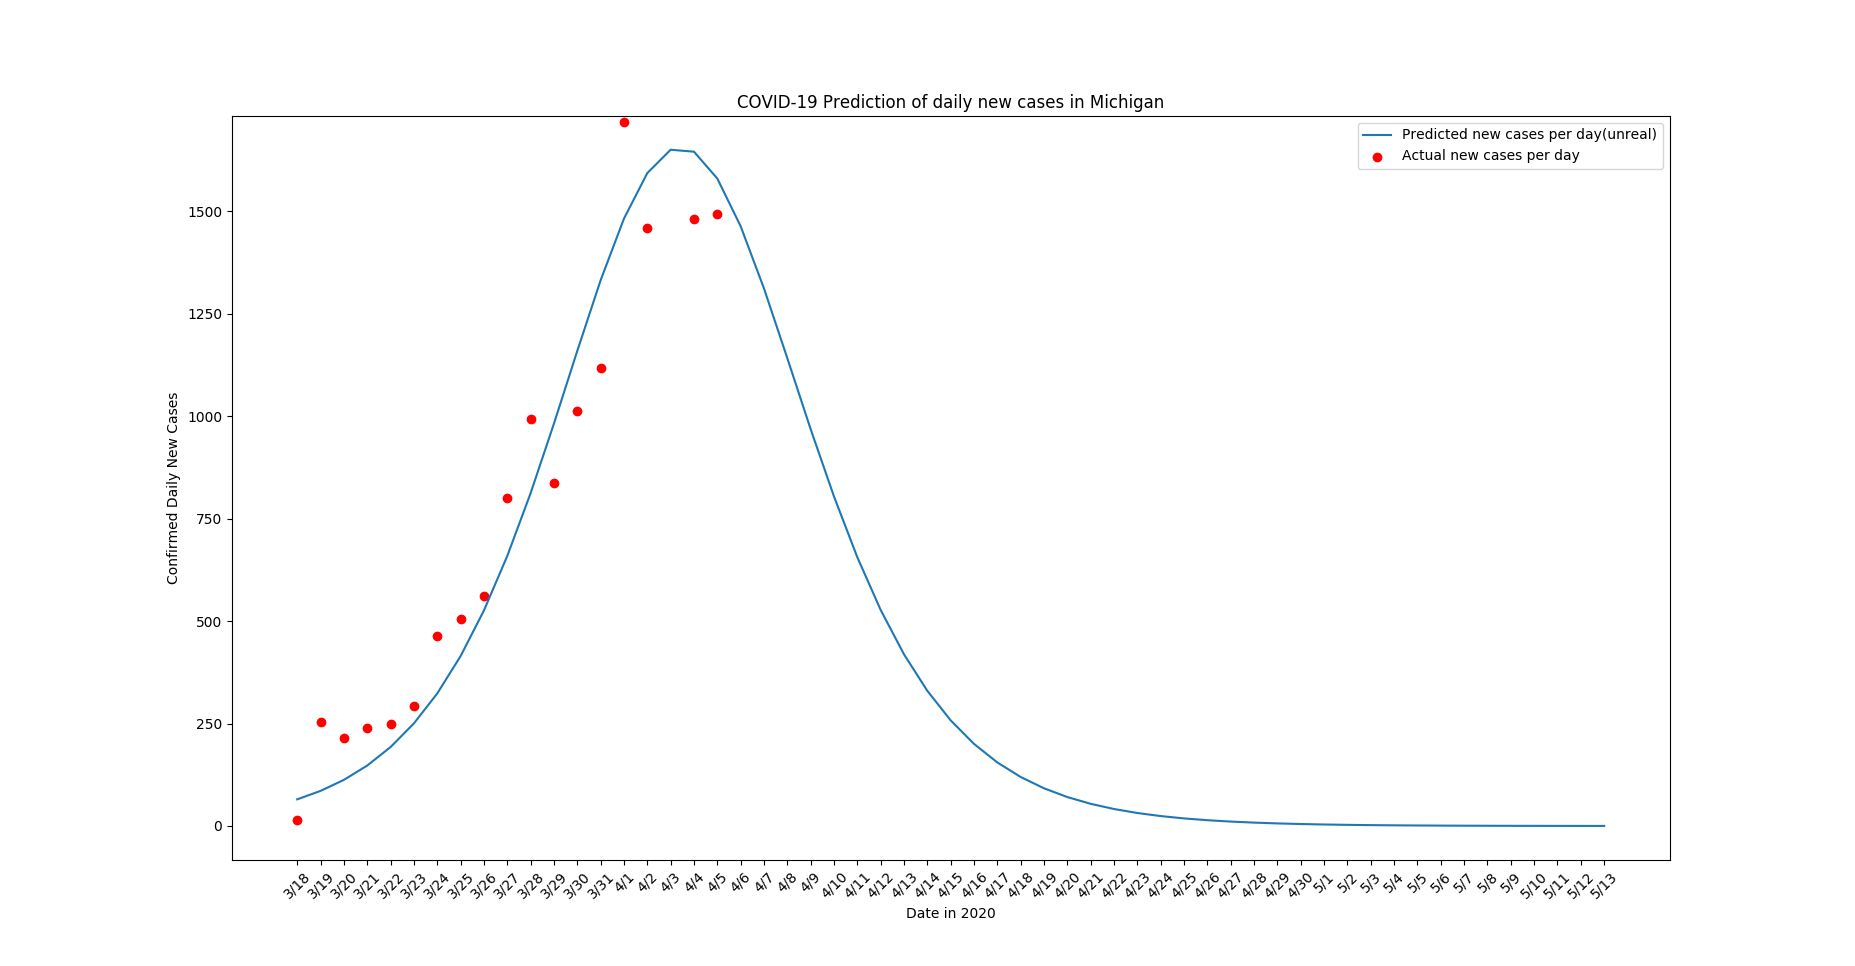 COVID-19 Prediction of daily new cases in Michigan
Predicted new cases per day(unreal)
Actual new cases per day
Confirmed Daily New Cases
1500
1250
1000
750
500
250
0
3/18 3/19 3/20 3/21 3/22 3/23 3/24 3/25 3/26 3/27 3/28 3/29 3/30 3/31 4/1 4/2 4/3 4/4 4/5 4/6 4/7 4/8 4/9 4/10 4/11 4/12 4/13 4/14 4/15 4/16 4/17 4/18 4/19 4/20 4/21 4/22 4/23 4/24 4/25 4/26 4/27 4/28 4/29 4/30 5/1 5/2 5/3 5/4 5/5 5/6 5/7 5/8 5/9 5/10 5/11 5/12 5/13
Date in 2020